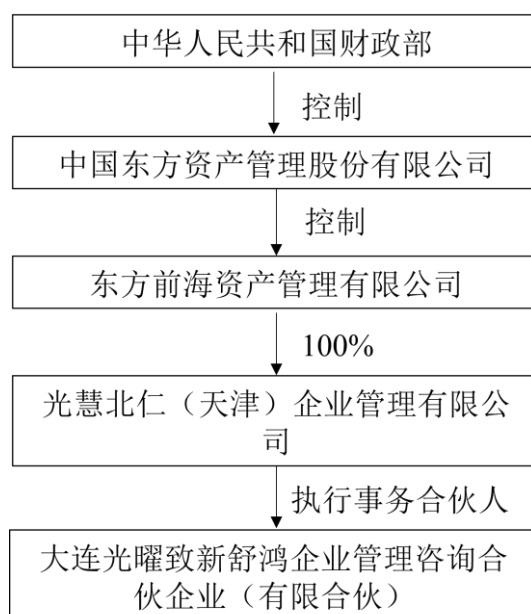 中华人民共和国财政部
控制
中国东方资产管理股份有限公司
控制
东方前海资产管理有限公司
100%
光慧北仁（天津）企业管理有限公
司
执行事务合伙人
大连光曜致新舒鸿企业管理咨询合
伙企业（有限合伙）